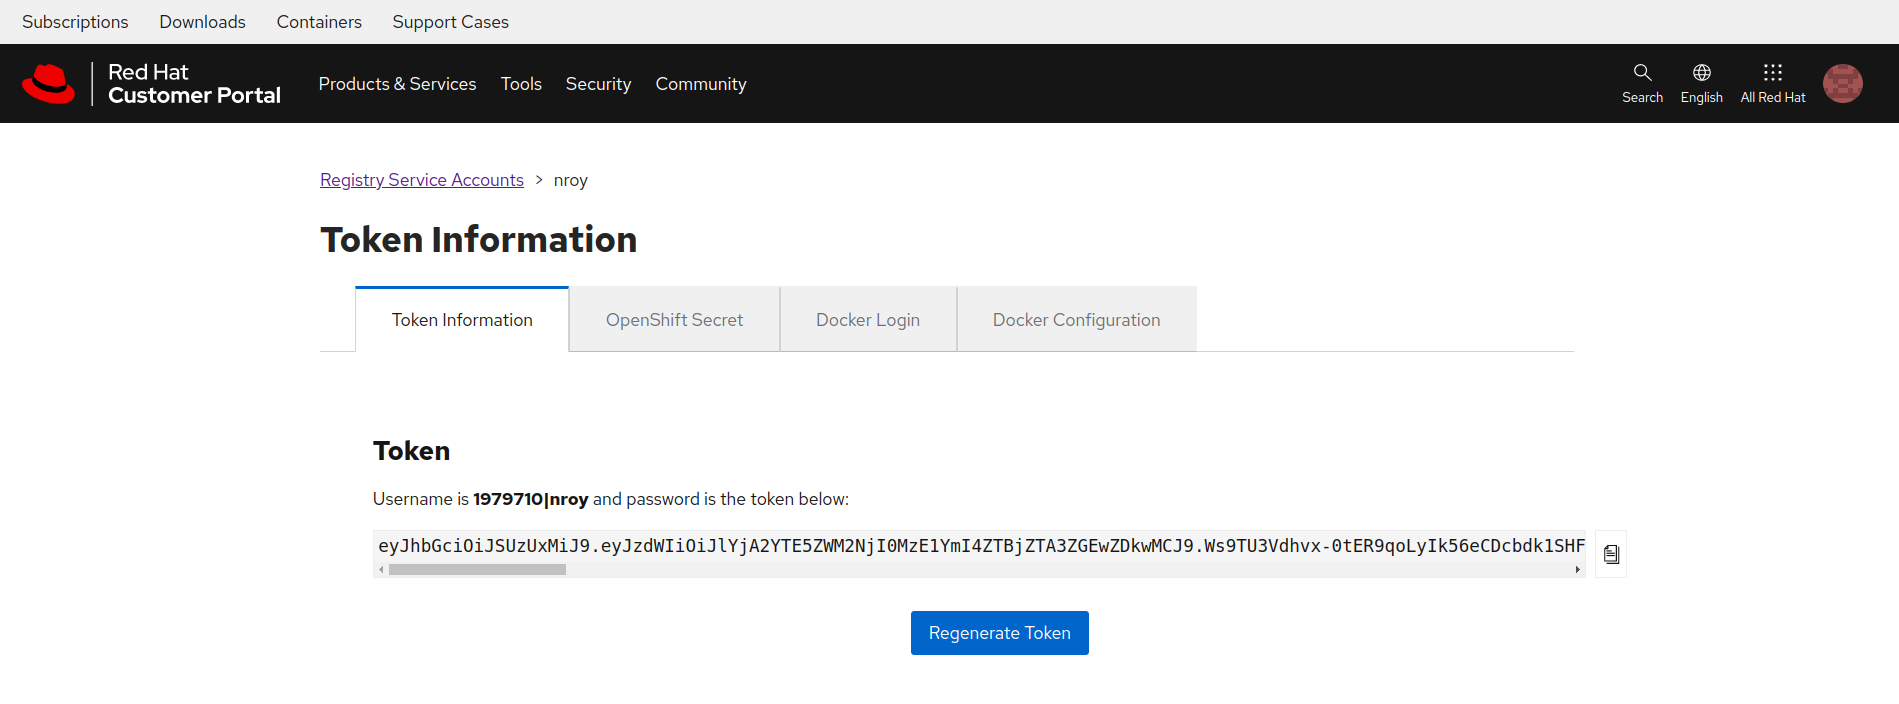 Subscriptions Downloads Containers Support Cases
Red Hat
Customer Portal
Products & Services Tools Security Community
Search English All Red Hat
Registry Service Accounts > nroy
Token Information
Token Information OpenShift Secret Docker Login Docker Configuration
Token
Username is 1979710|nroy and password is the token below:
eyJhbGciOiJSUzUxMiJ9.eyJzdWIiOiJlYjA2YTE5ZWM2NjI0MzE1YmI4ZTBjZTA3ZGEwZDkwMCJ9.Ws9TU3Vdhvx-0tER9qoLyIk56eCDcbdk1SHF
Regenerate Token